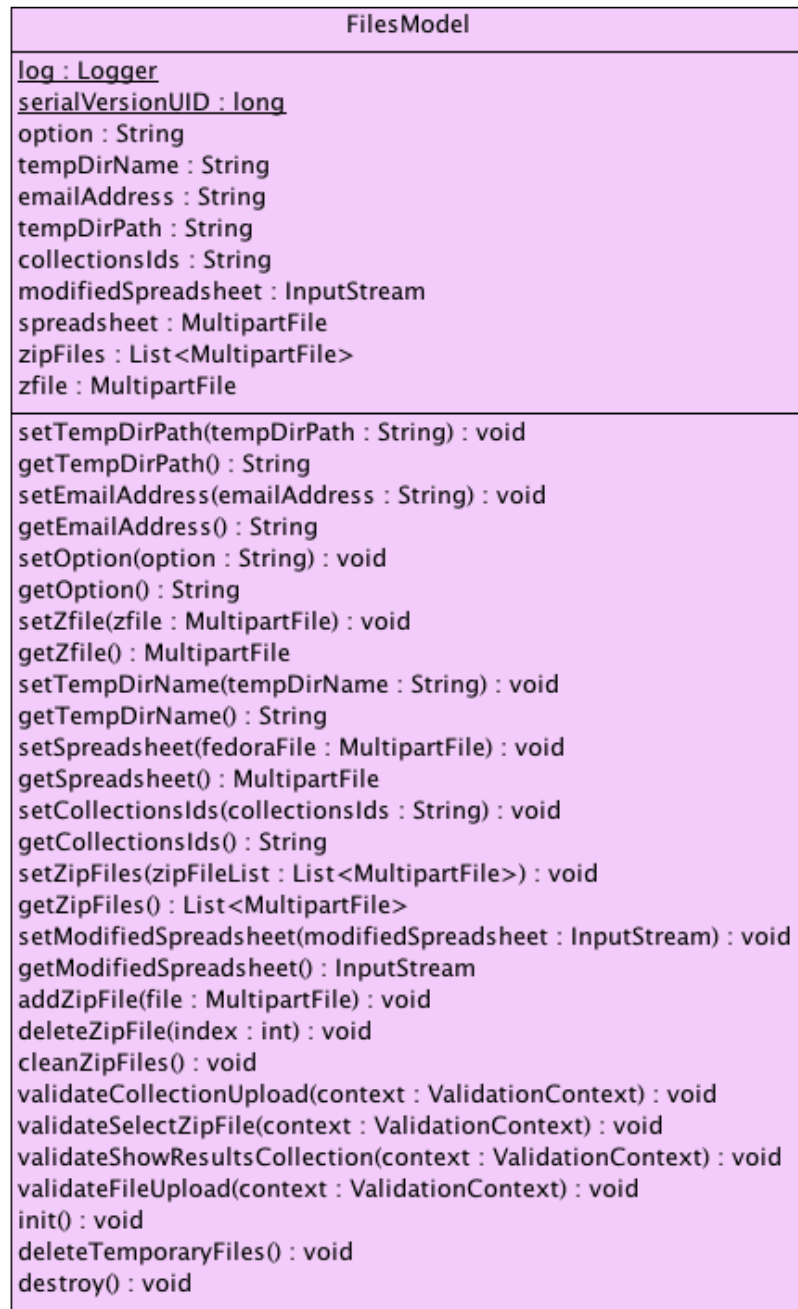 FilesModel
log : Logger
serialVersionUID : long
option : String
tempDirName : String
emailAddress : String
tempDirPath : String
collectionsIds : String
modifiedSpreadsheet : InputStream
spreadsheet : MultipartFile
zipFiles : List<MultipartFile>
zfile : MultipartFile
setTempDirPath(tempDirPath : String) : void
getTempDirPath() : String
setEmailAddress(emailAddress : String) : void
getEmailAddress() : String
setOption(option : String) : void
getOption() : String
setZfile(zfile : MultipartFile) : void
getZfile() : MultipartFile
setTempDirName(tempDirName : String) : void
getTempDirName() : String
setSpreadsheet(fedoraFile : MultipartFile) : void
getSpreadsheet() : MultipartFile
setCollectionsIds(collectionsIds : String) : void
getCollectionsIds() : String
setZipFiles(zipFileList : List<MultipartFile>) : void
getZipFiles() : List<MultipartFile>
setModifiedSpreadsheet(modifiedSpreadsheet : InputStream) : void
getModifiedSpreadsheet() : InputStream
addZipFile(file : MultipartFile) : void
deleteZipFile(index : int) : void
cleanZipFiles() : void
validateCollectionUpload(context : ValidationContext) : void
validateSelectZipFile(context : ValidationContext) : void
validateShowResultsCollection(context : ValidationContext) : void
validateFileUpload(context : ValidationContext) : void
init() : void
deleteTemporaryFiles() : void
destroy() : void